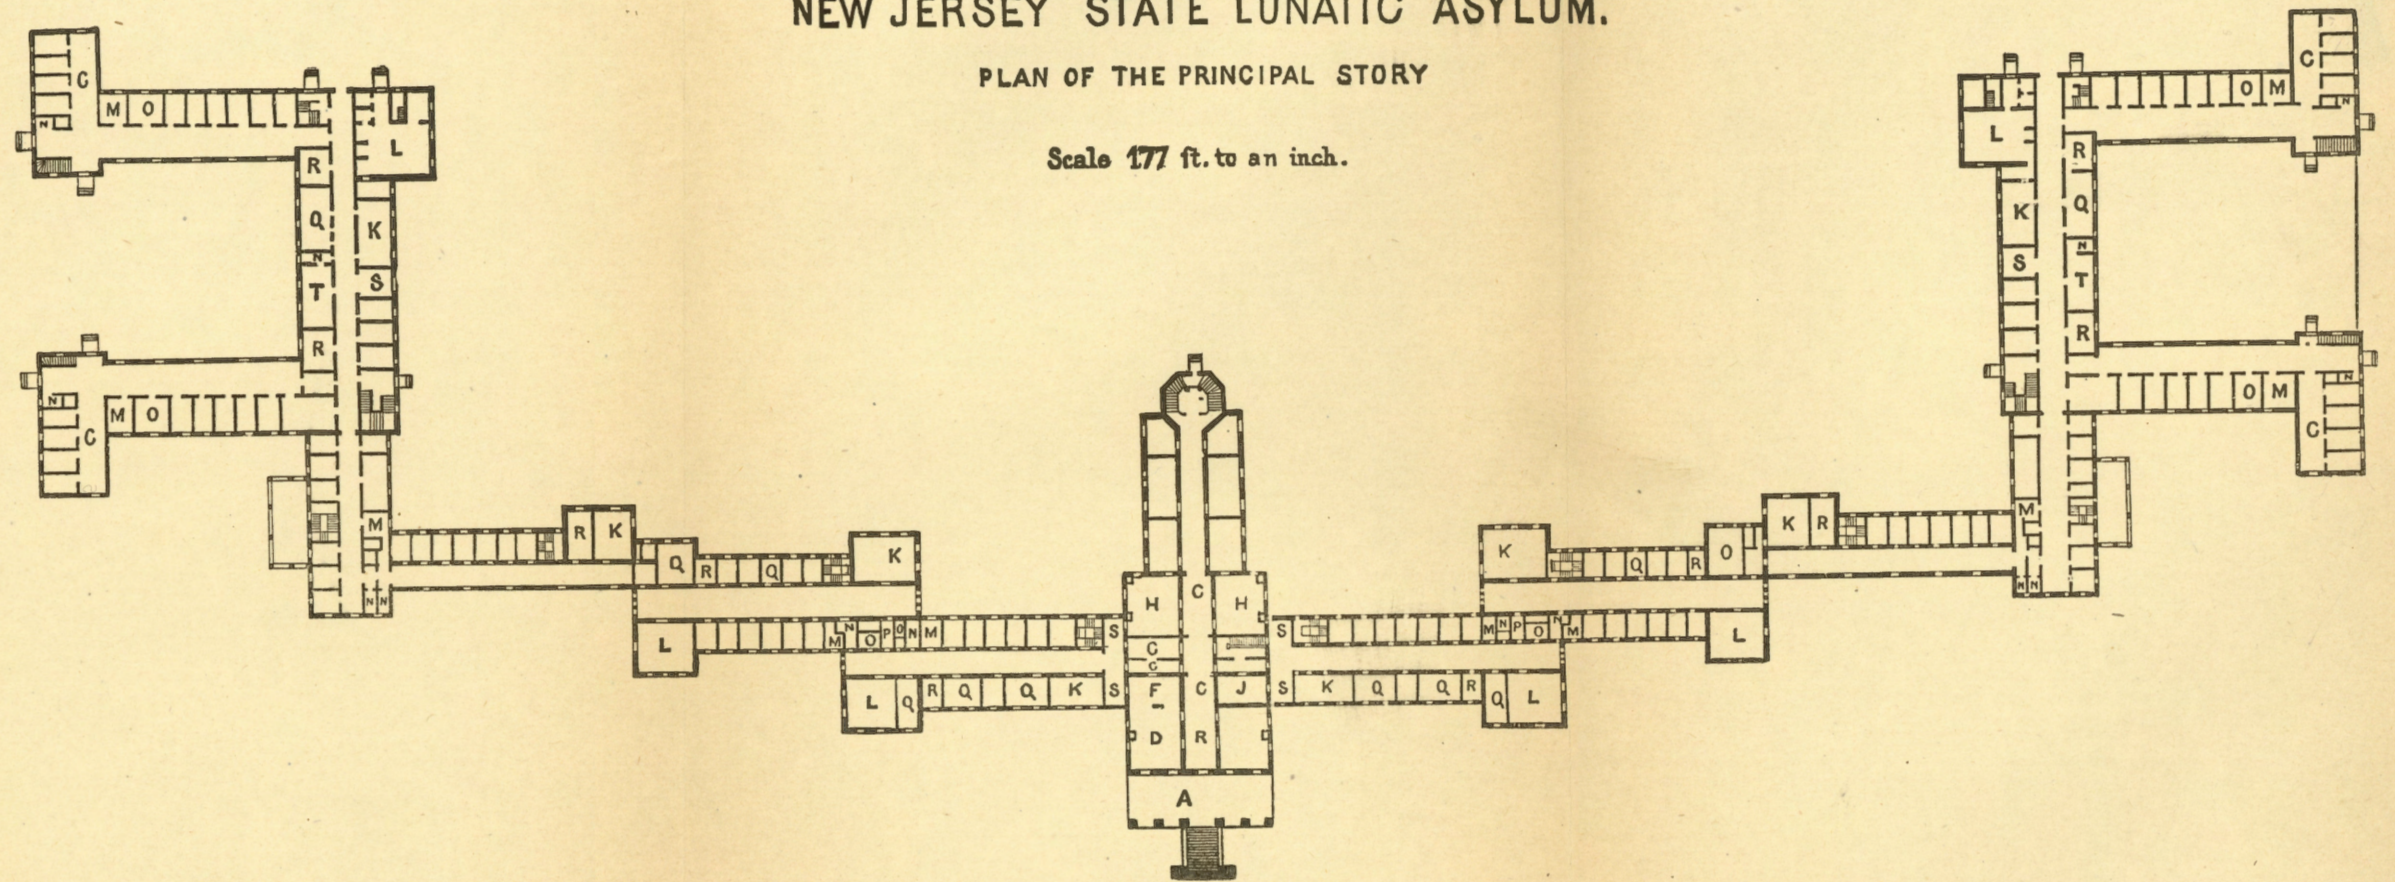 NEW JERSEY STATE LUNATIC ASYLUM.
PLAN OF THE PRINCIPAL STORY
Scale 177 ft. to an inch.
C M O N R Q N T R L K S
N M O C
M N N
R K Q R Q K
L M N O P O N M S
L Q R Q Q K S
H C H
C C
F C J
D R
A
S M N P O N M L
S K Q Q R Q L
K Q R O K R
M N N
L K S R Q N T R O M C N
O M N C